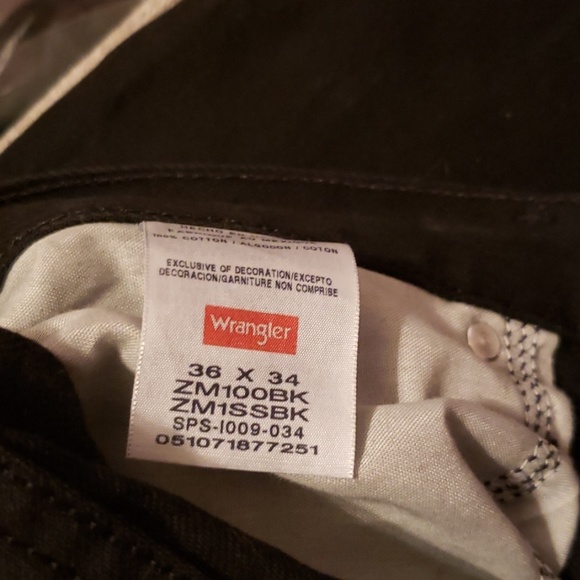 100% COTTON / ALGODON / COTON
EXCLUSIVE OF DECORATION/EXCEPTO
DECORACION/GARNITURE NON COMPRISE
Wrangler
36 X 34
ZM100BK
ZM1SSBK
SPS-I009-034
051071877251